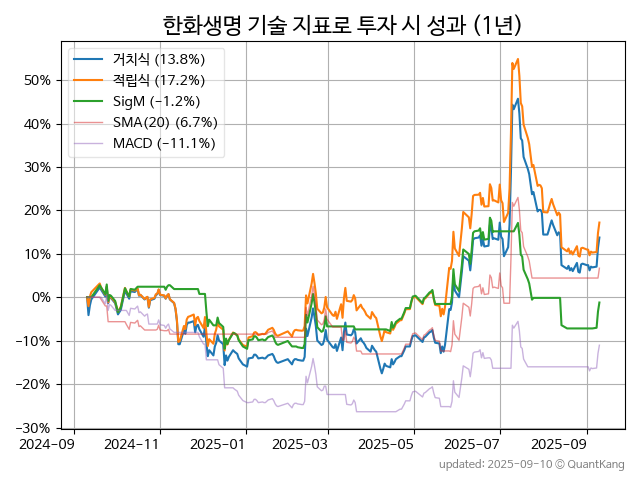 한화생명 기술 지표로 투자 시 성과 (1년)
거치식 (13.8%)
적립식 (17.2%)
SigM (−1.2%)
SMA(20) (6.7%)
MACD (−11.1%)
50%
40%
30%
20%
10%
0%
−10%
−20%
−30%
2024-09 2024-11 2025-01 2025-03 2025-05 2025-07 2025-09
updated: 2025-09-10 ⓒ QuantKang